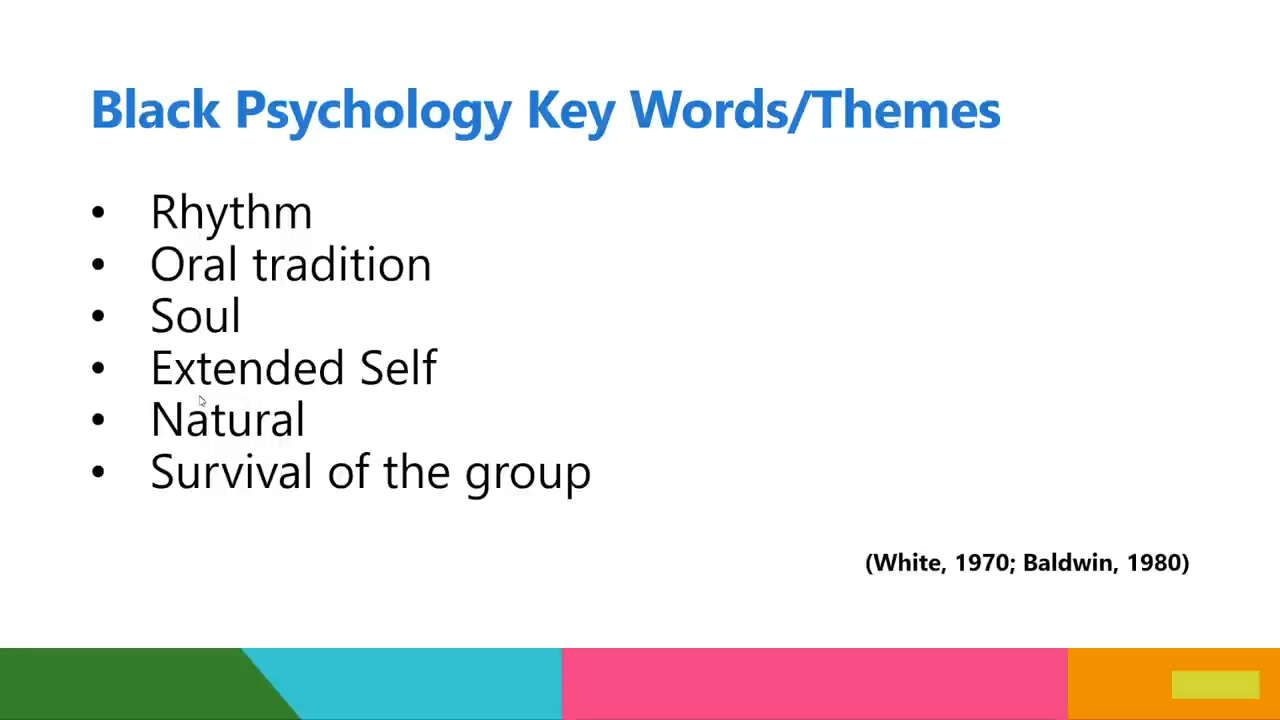 Black Psychology Key Words/Themes
• Rhythm
• Oral tradition
• Soul
• Extended Self
• Natural
• Survival of the group
(White, 1970; Baldwin, 1980)